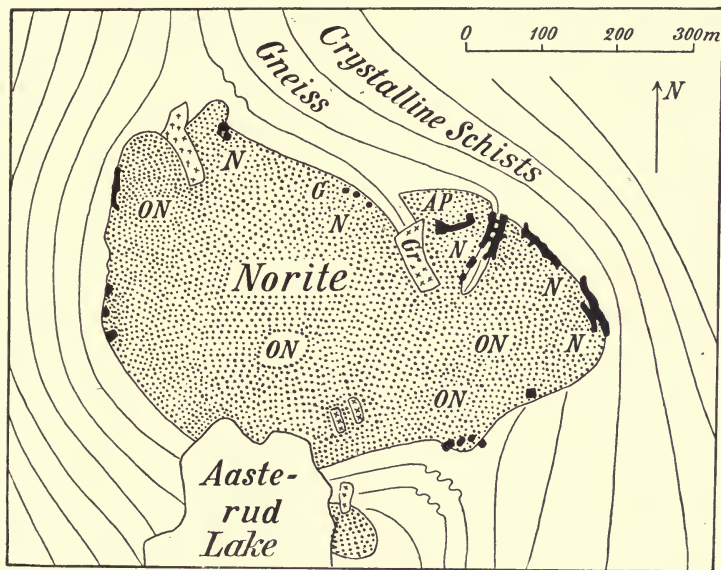 0 100 200 300m
N
Gneiss
Crystalline Schists
N
ON
G
N
AP
Gr
N
Norite
N
ON
ON
N
ON
Aaste-
rud
Lake